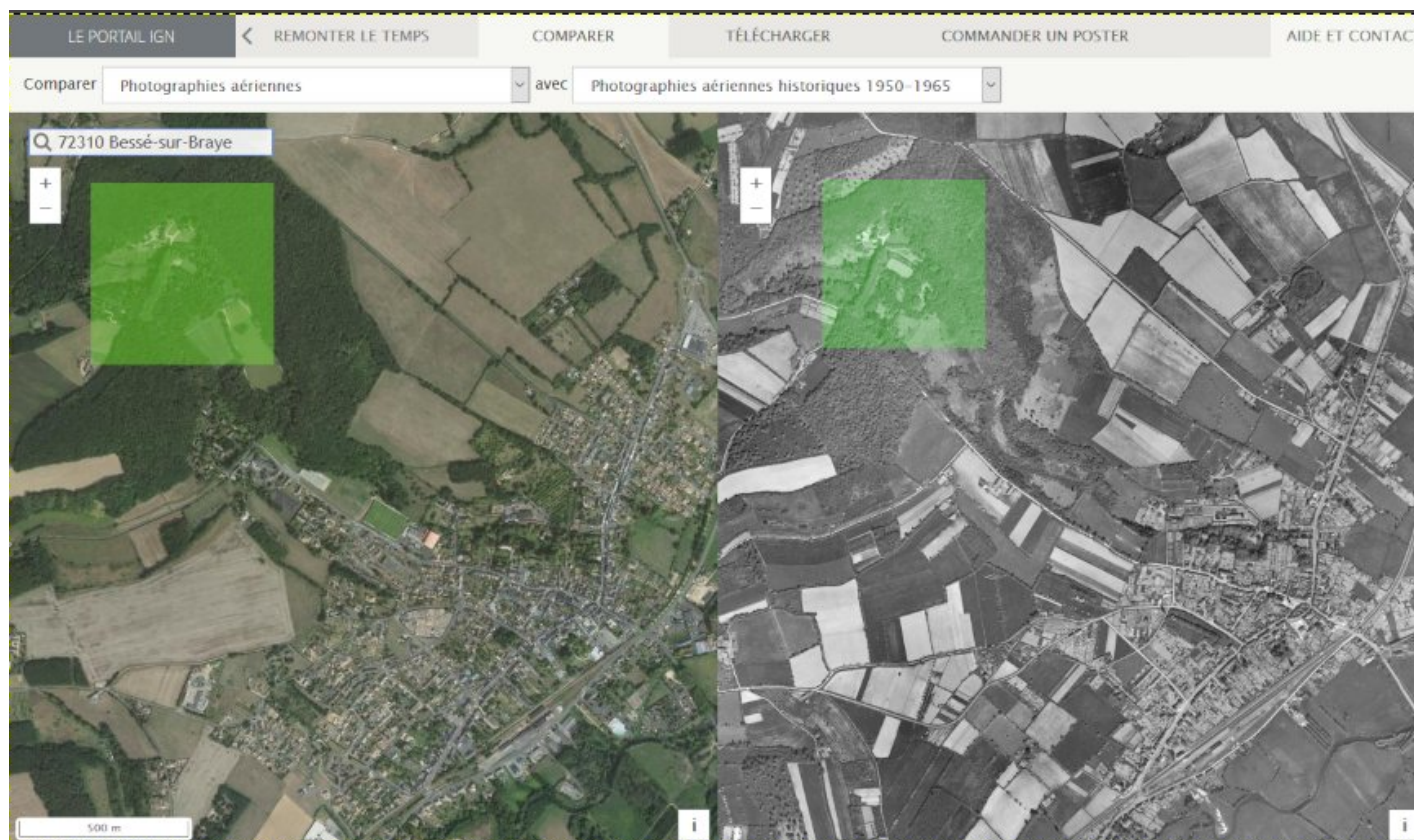 LE PORTAIL IGN REMONTER LE TEMPS COMPARER TÉLÉCHARGER COMMANDER UN POSTER AIDE ET CONTAC
Comparer Photographies aériennes avec Photographies aériennes historiques 1950-1965
72310 Bessé-sur-Braye
+ +
− −
500 m i i